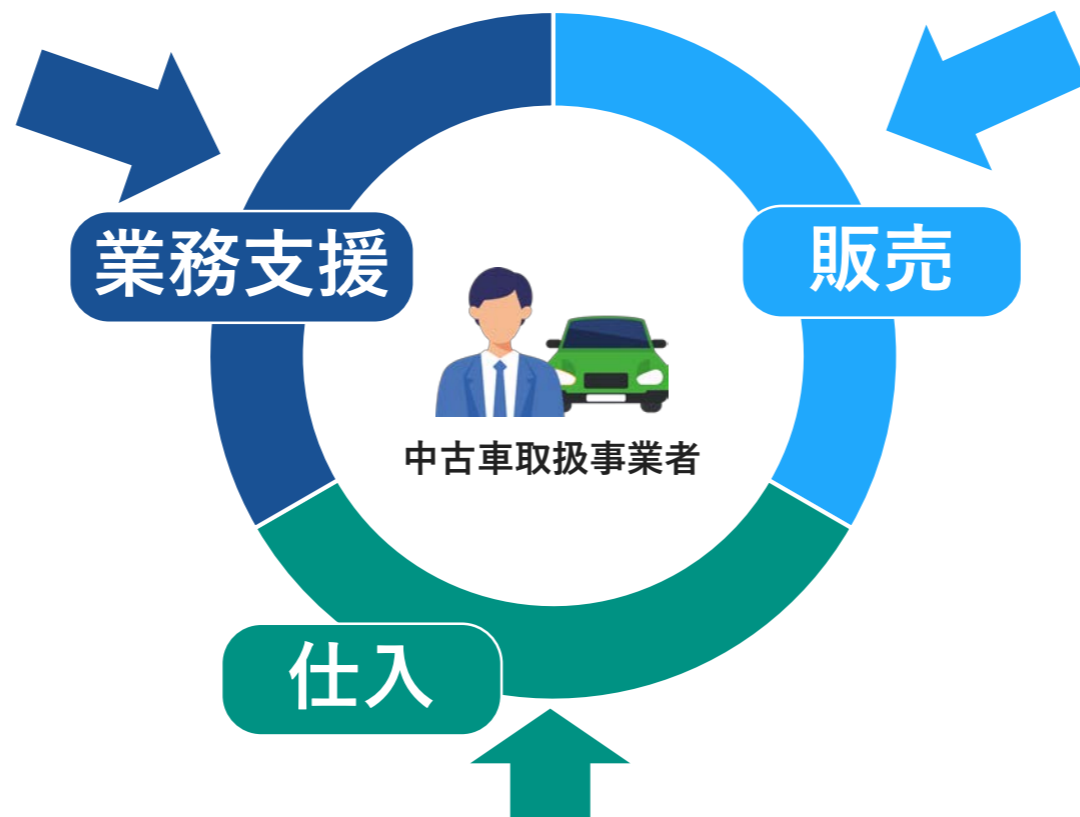 業務支援
販売
中古車取扱事業者
仕入